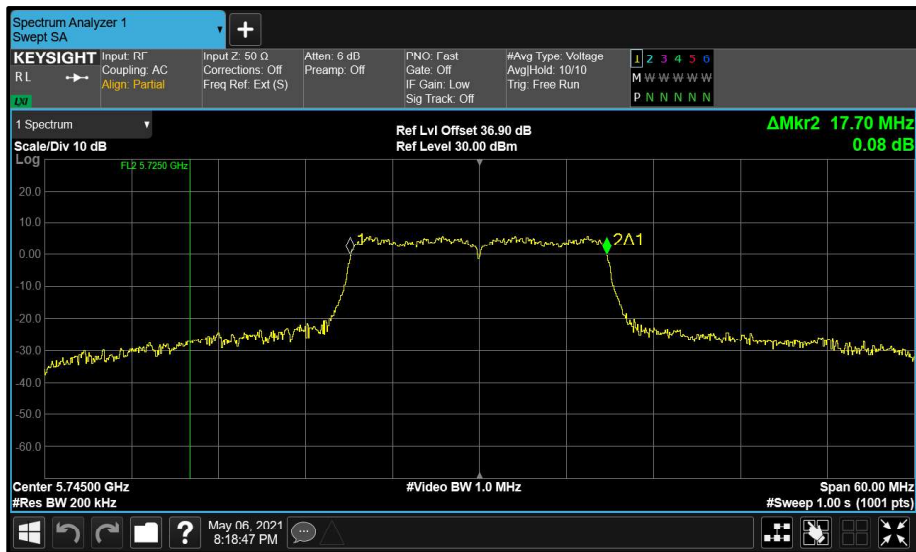 Spectrum Analyzer 1
Swept SA
KEYSIGHT
RL
LXI
Input: RF
Coupling: AC
Align: Partial
Input Z: 50 Ω
Corrections: Off
Freq Ref: Ext (S)
Atten: 6 dB
Preamp: Off
PNO: Fast
Gate: Off
IF Gain: Low
Sig Track: Off
#Avg Type: Voltage
Avg|Hold: 10/10
Trig: Free Run
1 2 3 4 5 6
M W W W W W
P N N N N N
1 Spectrum
Scale/Div 10 dB
Ref Lvl Offset 36.90 dB
Ref Level 30.00 dBm
ΔMkr2 17.70 MHz
0.08 dB
Log
FL2 5.7250 GHz
20.0
10.0
1
2Δ1
0.00
-10.0
-20.0
-30.0
-40.0
-50.0
-60.0
Center 5.74500 GHz
#Video BW 1.0 MHz
Span 60.00 MHz
#Res BW 200 kHz
#Sweep 1.00 s (1001 pts)
?
May 06, 2021
8:18:47 PM